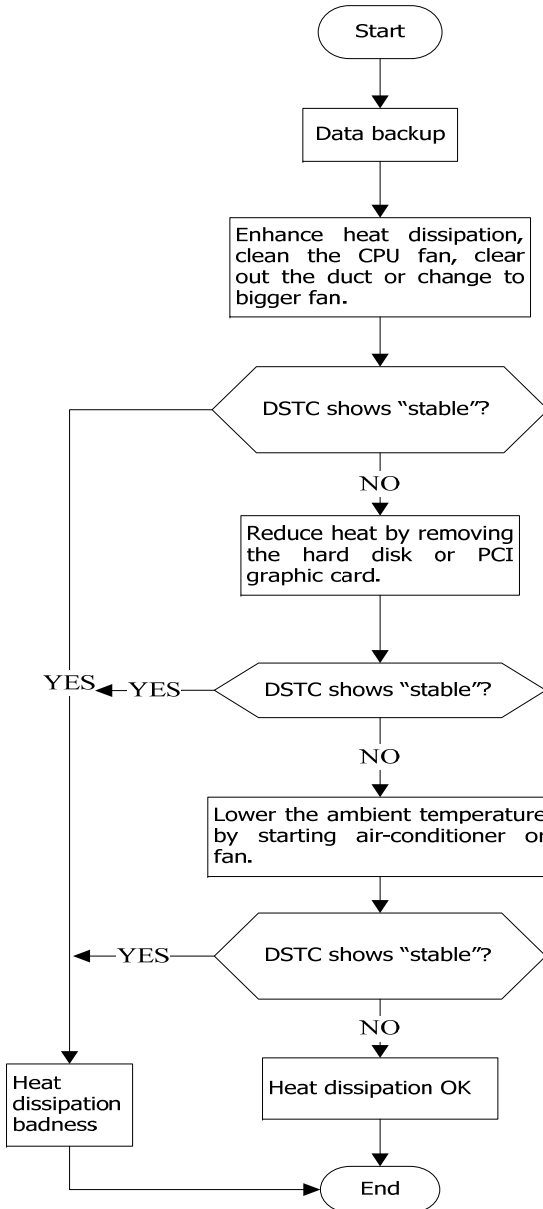 Start
Data backup
Enhance heat dissipation,
clean the CPU fan, clear
out the duct or change to
bigger fan.
DSTC shows “stable”?
NO
Reduce heat by removing
the hard disk or PCI
graphic card.
YES
YES
DSTC shows “stable”?
NO
Lower the ambient temperature
by starting air-conditioner or
fan.
YES
DSTC shows “stable”?
NO
Heat
dissipation
badness
Heat dissipation OK
End